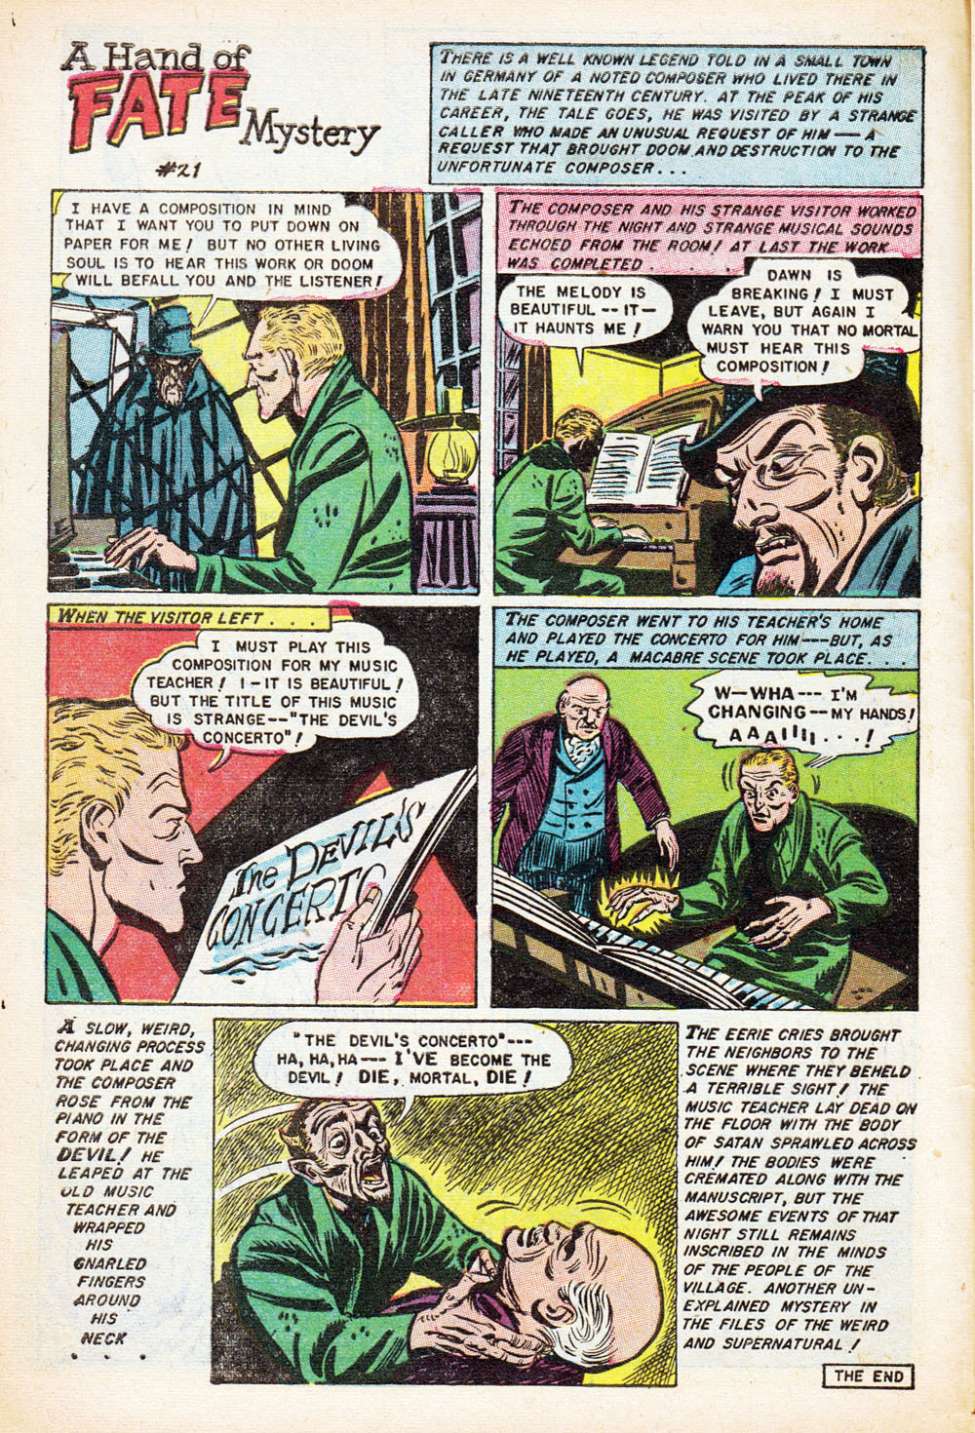 A Hand of
FATE
Mystery
#21
THERE IS A WELL KNOWN LEGEND TOLD IN A SMALL TOWN
IN GERMANY OF A NOTED COMPOSER WHO LIVED THERE IN
THE LATE NINETEENTH CENTURY. AT THE PEAK OF HIS
CAREER, THE TALE GOES, HE WAS VISITED BY A STRANGE
CALLER WHO MADE AN UNUSUAL REQUEST OF HIM -- A
REQUEST THAT BROUGHT DOOM AND DESTRUCTION TO THE
UNFORTUNATE COMPOSER . . .
I HAVE A COMPOSITION IN MIND
THAT I WANT YOU TO PUT DOWN ON
PAPER FOR ME! BUT NO OTHER LIVING
SOUL IS TO HEAR THIS WORK OR DOOM
WILL BEFALL YOU AND THE LISTENER!
THE COMPOSER AND HIS STRANGE VISITOR WORKED
THROUGH THE NIGHT AND STRANGE MUSICAL SOUNDS
ECHOED FROM THE ROOM! AT LAST THE WORK
WAS COMPLETED . . . .
THE MELODY IS
BEAUTIFUL -- IT --
IT HAUNTS ME!
DAWN IS
BREAKING! I MUST
LEAVE, BUT AGAIN I
WARN YOU THAT NO MORTAL
MUST HEAR THIS
COMPOSITION!
WHEN THE VISITOR LEFT . . . .
I MUST PLAY THIS
COMPOSITION FOR MY MUSIC
TEACHER! I-IT IS BEAUTIFUL!
BUT THE TITLE OF THIS MUSIC
IS STRANGE--"THE DEVIL'S
CONCERTO"!
The DEVIL'S
CONCERTO
THE COMPOSER WENT TO HIS TEACHER'S HOME
AND PLAYED THE CONCERTO FOR HIM---BUT, AS
HE PLAYED, A MACABRE SCENE TOOK PLACE. . .
W-WHA--- I'M
CHANGING -- MY HANDS!
AAAIIII. . .!
A SLOW, WEIRD,
CHANGING PROCESS
TOOK PLACE AND
THE COMPOSER
ROSE FROM THE
PIANO IN THE
FORM OF THE
DEVIL! HE
LEAPED AT THE
OLD MUSIC
TEACHER AND
WRAPPED
HIS
GNARLED
FINGERS
AROUND
HIS
NECK
. . . .
"THE DEVIL'S CONCERTO"---
HA, HA, HA--- I'VE BECOME THE
DEVIL! DIE, MORTAL, DIE!
THE EERIE CRIES BROUGHT
THE NEIGHBORS TO THE
SCENE WHERE THEY BEHELD
A TERRIBLE SIGHT! THE
MUSIC TEACHER LAY DEAD ON
THE FLOOR WITH THE BODY
OF SATAN SPRAWLED ACROSS
HIM! THE BODIES WERE
CREMATED ALONG WITH THE
MANUSCRIPT, BUT THE
AWESOME EVENTS OF THAT
NIGHT STILL REMAINS
INSCRIBED IN THE MINDS
OF THE PEOPLE OF THE
VILLAGE. ANOTHER UN-
EXPLAINED MYSTERY IN
THE FILES OF THE WEIRD
AND SUPERNATURAL!
THE END